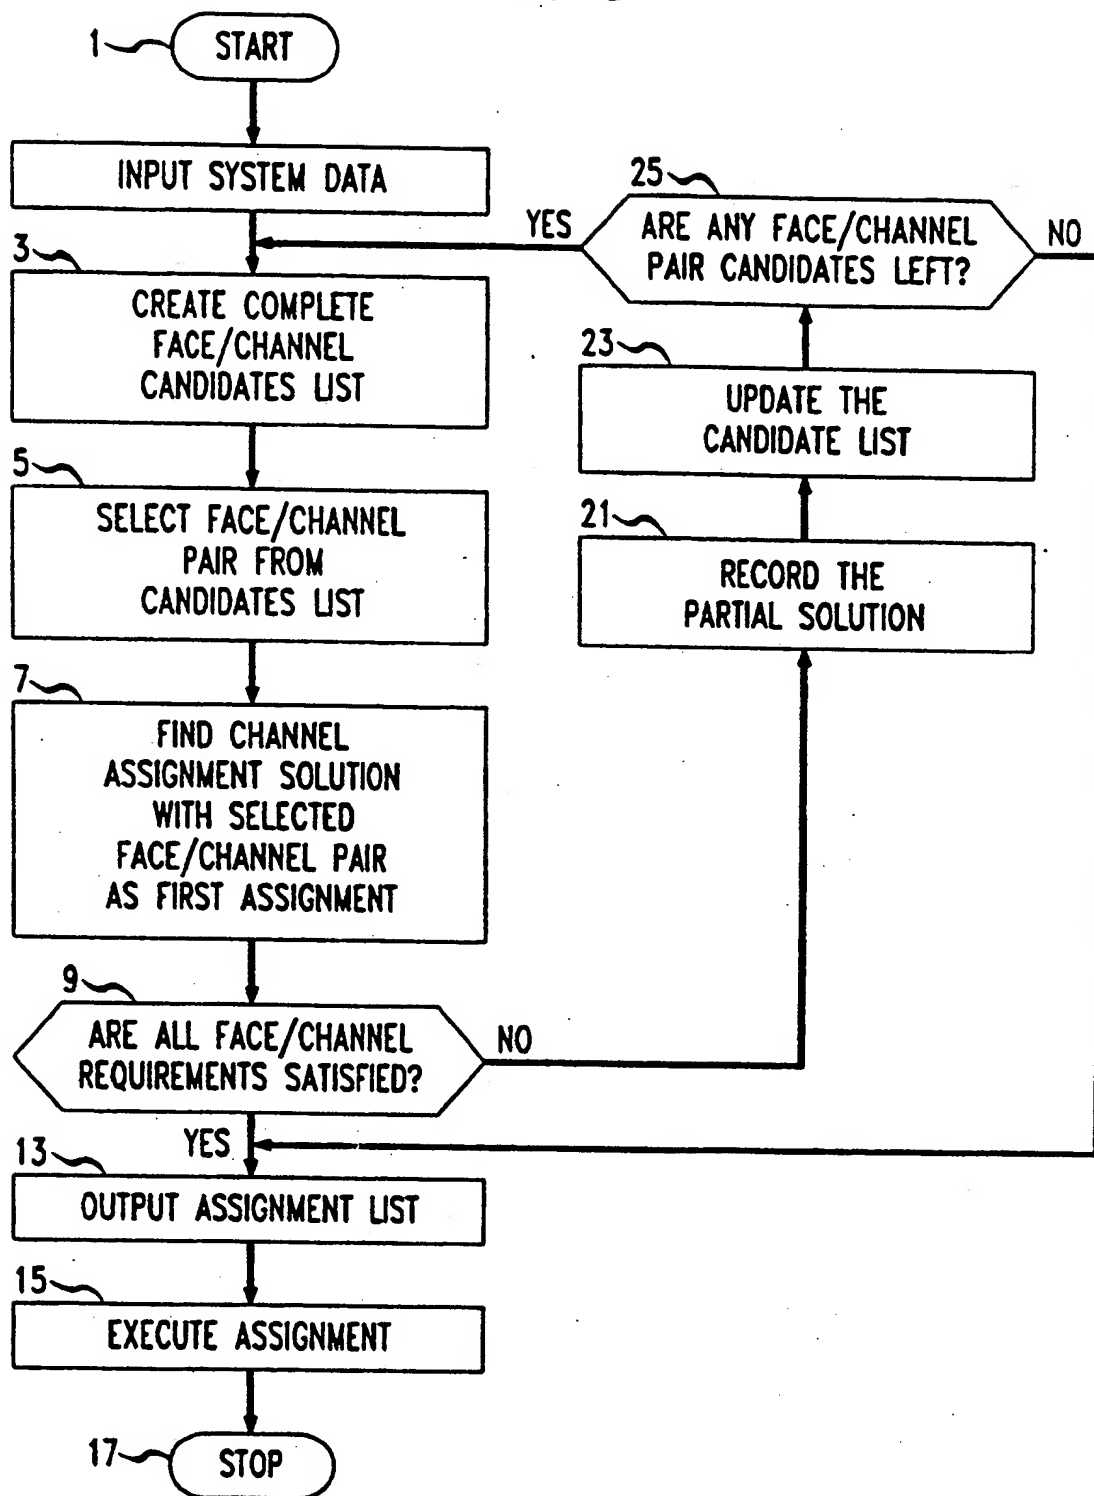 1
START
INPUT SYSTEM DATA
3
CREATE COMPLETE
FACE/CHANNEL
CANDIDATES LIST
5
SELECT FACE/CHANNEL
PAIR FROM
CANDIDATES LIST
7
FIND CHANNEL
ASSIGNMENT SOLUTION
WITH SELECTED
FACE/CHANNEL PAIR
AS FIRST ASSIGNMENT
9
ARE ALL FACE/CHANNEL
REQUIREMENTS SATISFIED?
NO
YES
13
OUTPUT ASSIGNMENT LIST
15
EXECUTE ASSIGNMENT
17
STOP
25
ARE ANY FACE/CHANNEL
PAIR CANDIDATES LEFT?
YES
NO
23
UPDATE THE
CANDIDATE LIST
21
RECORD THE
PARTIAL SOLUTION